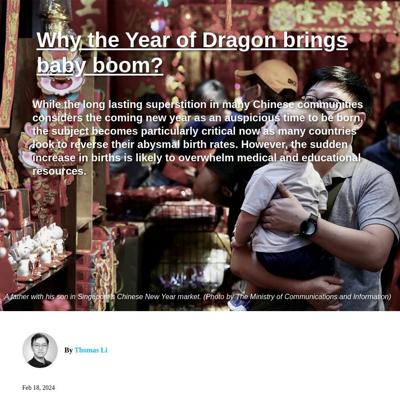 Why the Year of Dragon brings
baby boom?
While the long lasting superstition in many Chinese communities
considers the coming new year as an auspicious time to be born,
the subject becomes particularly critical now as many countries
look to reverse their abysmal birth rates. However, the sudden
increase in births is likely to overwhelm medical and educational
resources.
A father with his son in Singapore's Chinese New Year market. (Photo by The Ministry of Communications and Information)
By Thomas Li
Feb 18, 2024